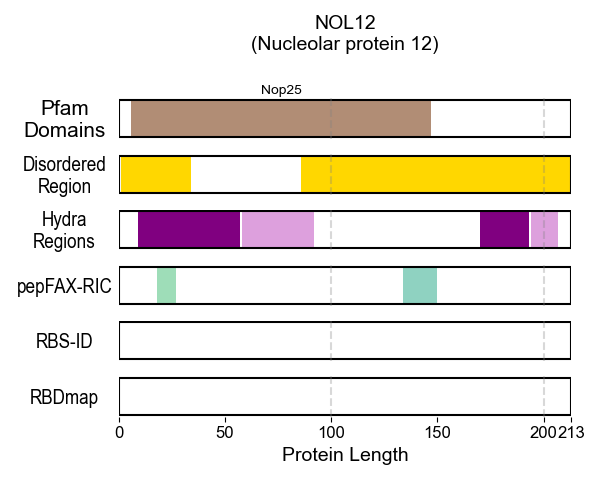 NOL12
(Nucleolar protein 12)
Nop25
Pfam
Domains
Disordered
Region
Hydra
Regions
pepFAX-RIC
RBS-ID
RBDmap
0 50 100 150 200 213
Protein Length